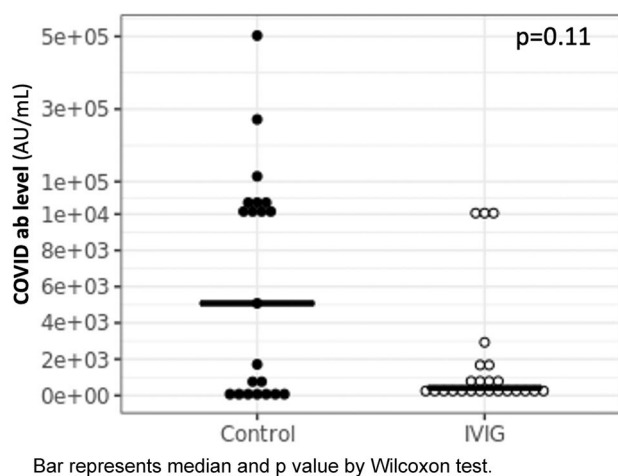 p=0.11
COVID ab level (AU/mL)
5e+05
3e+05
1e+05
1e+04
8e+03
6e+03
4e+03
2e+03
0e+00
Control IVIG
Bar represents median and p value by Wilcoxon test.